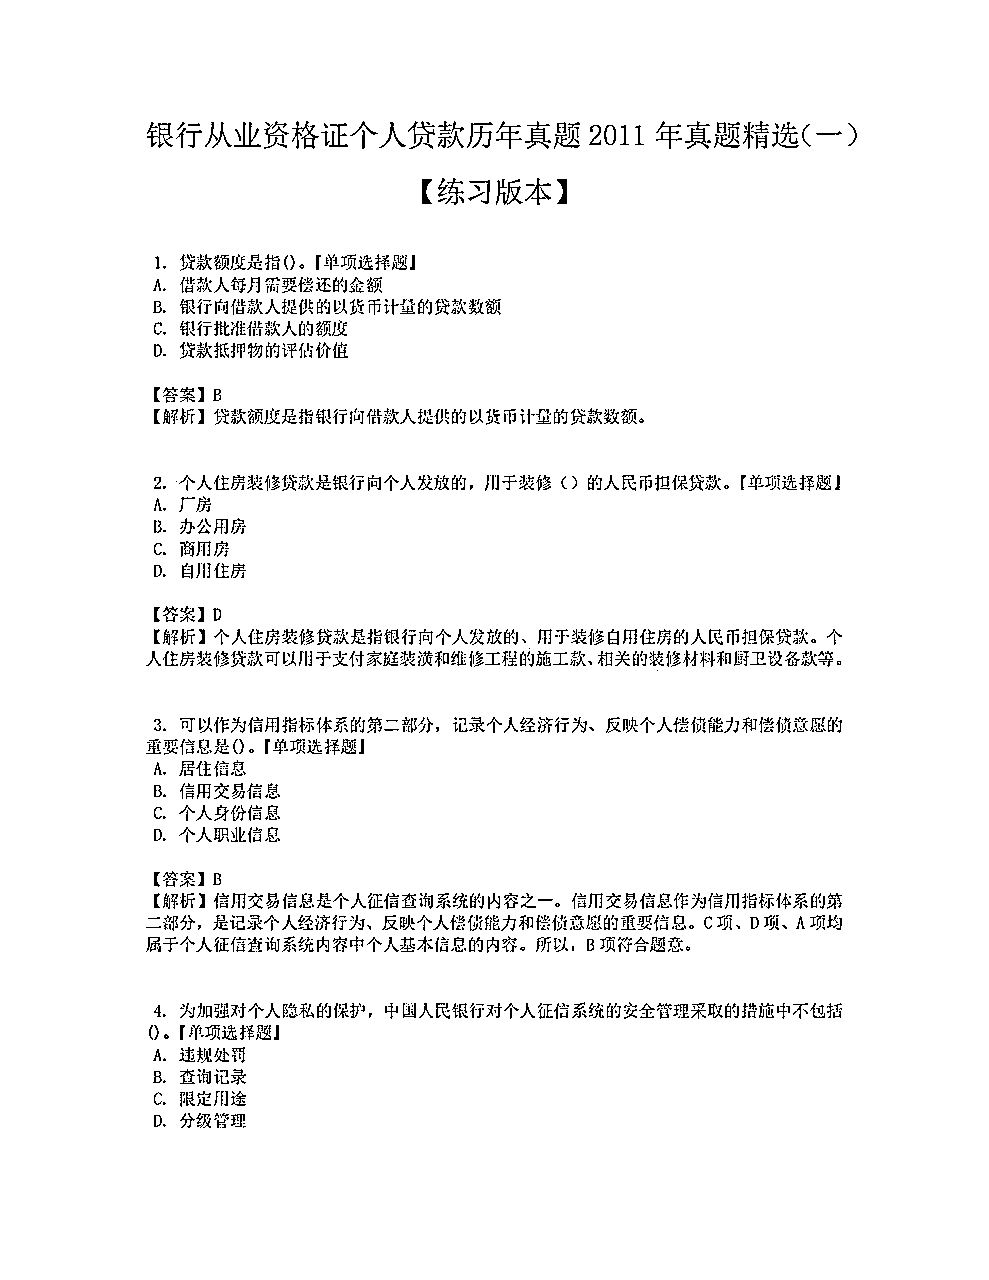 银行从业资格证个人贷款历年真题 2011 年真题精选(一)
【练习版本】
1. 贷款额度是指()。『单项选择题』
A. 借款人每月需要偿还的金额
B. 银行向借款人提供的以货币计量的贷款数额
C. 银行批准借款人的额度
D. 贷款抵押物的评估价值
【答案】B
【解析】贷款额度是指银行向借款人提供的以货币计量的贷款数额。
2. 个人住房装修贷款是银行向个人发放的，用于装修（）的人民币担保贷款。『单项选择题』
A. 厂房
B. 办公用房
C. 商用房
D. 自用住房
【答案】D
【解析】个人住房装修贷款是指银行向个人发放的、用于装修自用住房的人民币担保贷款。个
人住房装修贷款可以用于支付家庭装潢和维修工程的施工款、相关的装修材料和厨卫设备款等。
3. 可以作为信用指标体系的第二部分，记录个人经济行为、反映个人偿债能力和偿债意愿的
重要信息是()。『单项选择题』
A. 居住信息
B. 信用交易信息
C. 个人身份信息
D. 个人职业信息
【答案】B
【解析】信用交易信息是个人征信查询系统的内容之一。信用交易信息作为信用指标体系的第
二部分，是记录个人经济行为、反映个人偿债能力和偿债意愿的重要信息。C 项、D 项、A 项均
属于个人征信查询系统内容中个人基本信息的内容。所以，B 项符合题意。
4. 为加强对个人隐私的保护，中国人民银行对个人征信系统的安全管理采取的措施中不包括
()。『单项选择题』
A. 违规处罚
B. 查询记录
C. 限定用途
D. 分级管理